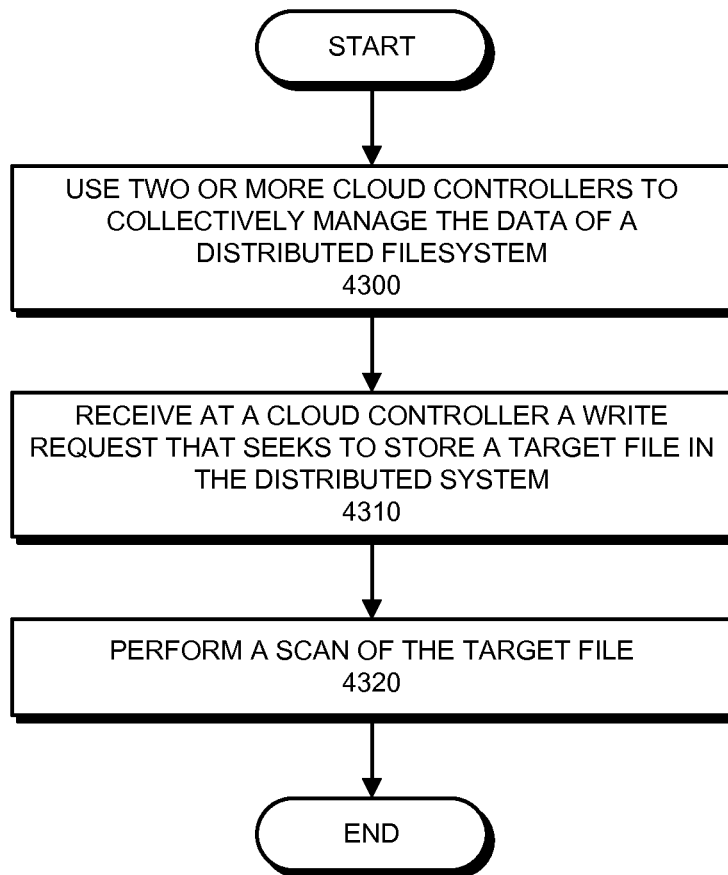 START
USE TWO OR MORE CLOUD CONTROLLERS TO
COLLECTIVELY MANAGE THE DATA OF A
DISTRIBUTED FILESYSTEM
4300
RECEIVE AT A CLOUD CONTROLLER A WRITE
REQUEST THAT SEEKS TO STORE A TARGET FILE IN
THE DISTRIBUTED SYSTEM
4310
PERFORM A SCAN OF THE TARGET FILE
4320
END